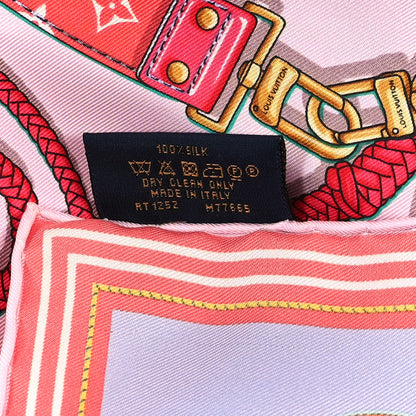 LOUIS VUITTON
LOUIS VUITTON
100% SILK
DRY CLEAN ONLY
MADE IN ITALY
RT1252 M77665